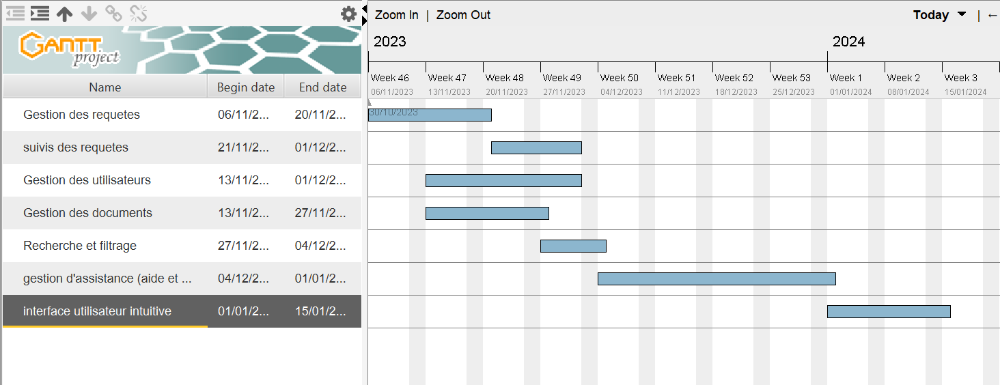 Zoom In | Zoom Out
Today | ←
GANTT
project
2023
2024
Name Begin date End date
Week 46 Week 47 Week 48 Week 49 Week 50 Week 51 Week 52 Week 53 Week 1 Week 2 Week 3
06/11/2023 13/11/2023 20/11/2023 27/11/2023 04/12/2023 11/12/2023 18/12/2023 25/12/2023 01/01/2024 08/01/2024 15/01/2024
Gestion des requetes 06/11/2... 20/11/2...
30/10/2023
suivis des requetes 21/11/2... 01/12/2...
Gestion des utilisateurs 13/11/2... 01/12/2...
Gestion des documents 13/11/2... 27/11/2...
Recherche et filtrage 27/11/2... 04/12/2...
gestion d'assistance (aide et ... 04/12/2... 01/01/2...
interface utilisateur intuitive 01/01/2... 15/01/2...